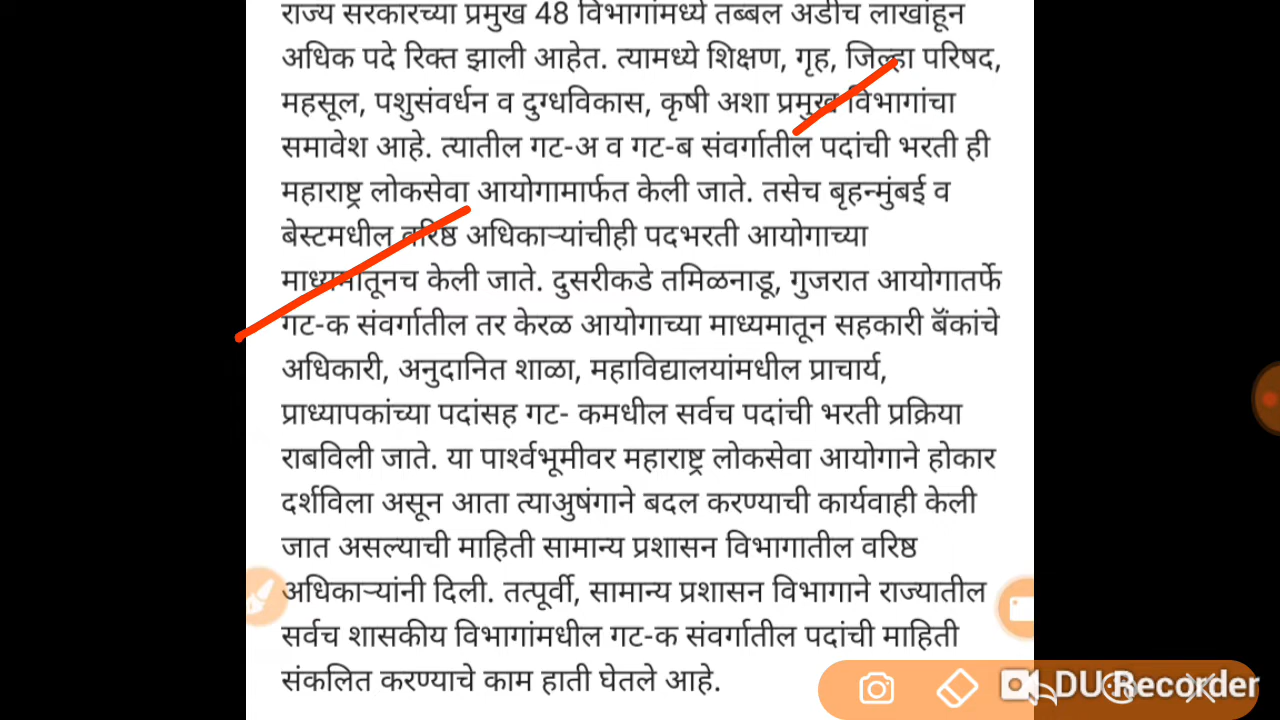 राज्य सरकारच्या प्रमुख 48 विभागांमध्ये तब्बल अडीच लाखांहून
अधिक पदे रिक्त झाली आहेत. त्यामध्ये शिक्षण, गृह, जिल्हा परिषद,
महसूल, पशुसंवर्धन व दुग्धविकास, कृषी अशा प्रमुख विभागांचा
समावेश आहे. त्यातील गट-अ व गट-ब संवर्गातील पदांची भरती ही
महाराष्ट्र लोकसेवा आयोगामार्फत केली जाते. तसेच बृहन्मुंबई व
बेस्टमधील वरिष्ठ अधिकाऱ्यांचीही पदभरती आयोगाच्या
माध्यमातूनच केली जाते. दुसरीकडे तमिळनाडू, गुजरात आयोगातर्फे
गट-क संवर्गातील तर केरळ आयोगाच्या माध्यमातून सहकारी बॅंकांचे
अधिकारी, अनुदानित शाळा, महाविद्यालयांमधील प्राचार्य,
प्राध्यापकांच्या पदांसह गट- कमधील सर्वच पदांची भरती प्रक्रिया
राबविली जाते. या पार्श्वभूमीवर महाराष्ट्र लोकसेवा आयोगाने होकार
दर्शविला असून आता त्याअुषंगाने बदल करण्याची कार्यवाही केली
जात असल्याची माहिती सामान्य प्रशासन विभागातील वरिष्ठ
अधिकाऱ्यांनी दिली. तत्पूर्वी, सामान्य प्रशासन विभागाने राज्यातील
सर्वच शासकीय विभागांमधील गट-क संवर्गातील पदांची माहिती
संकलित करण्याचे काम हाती घेतले आहे.
DU Recorder